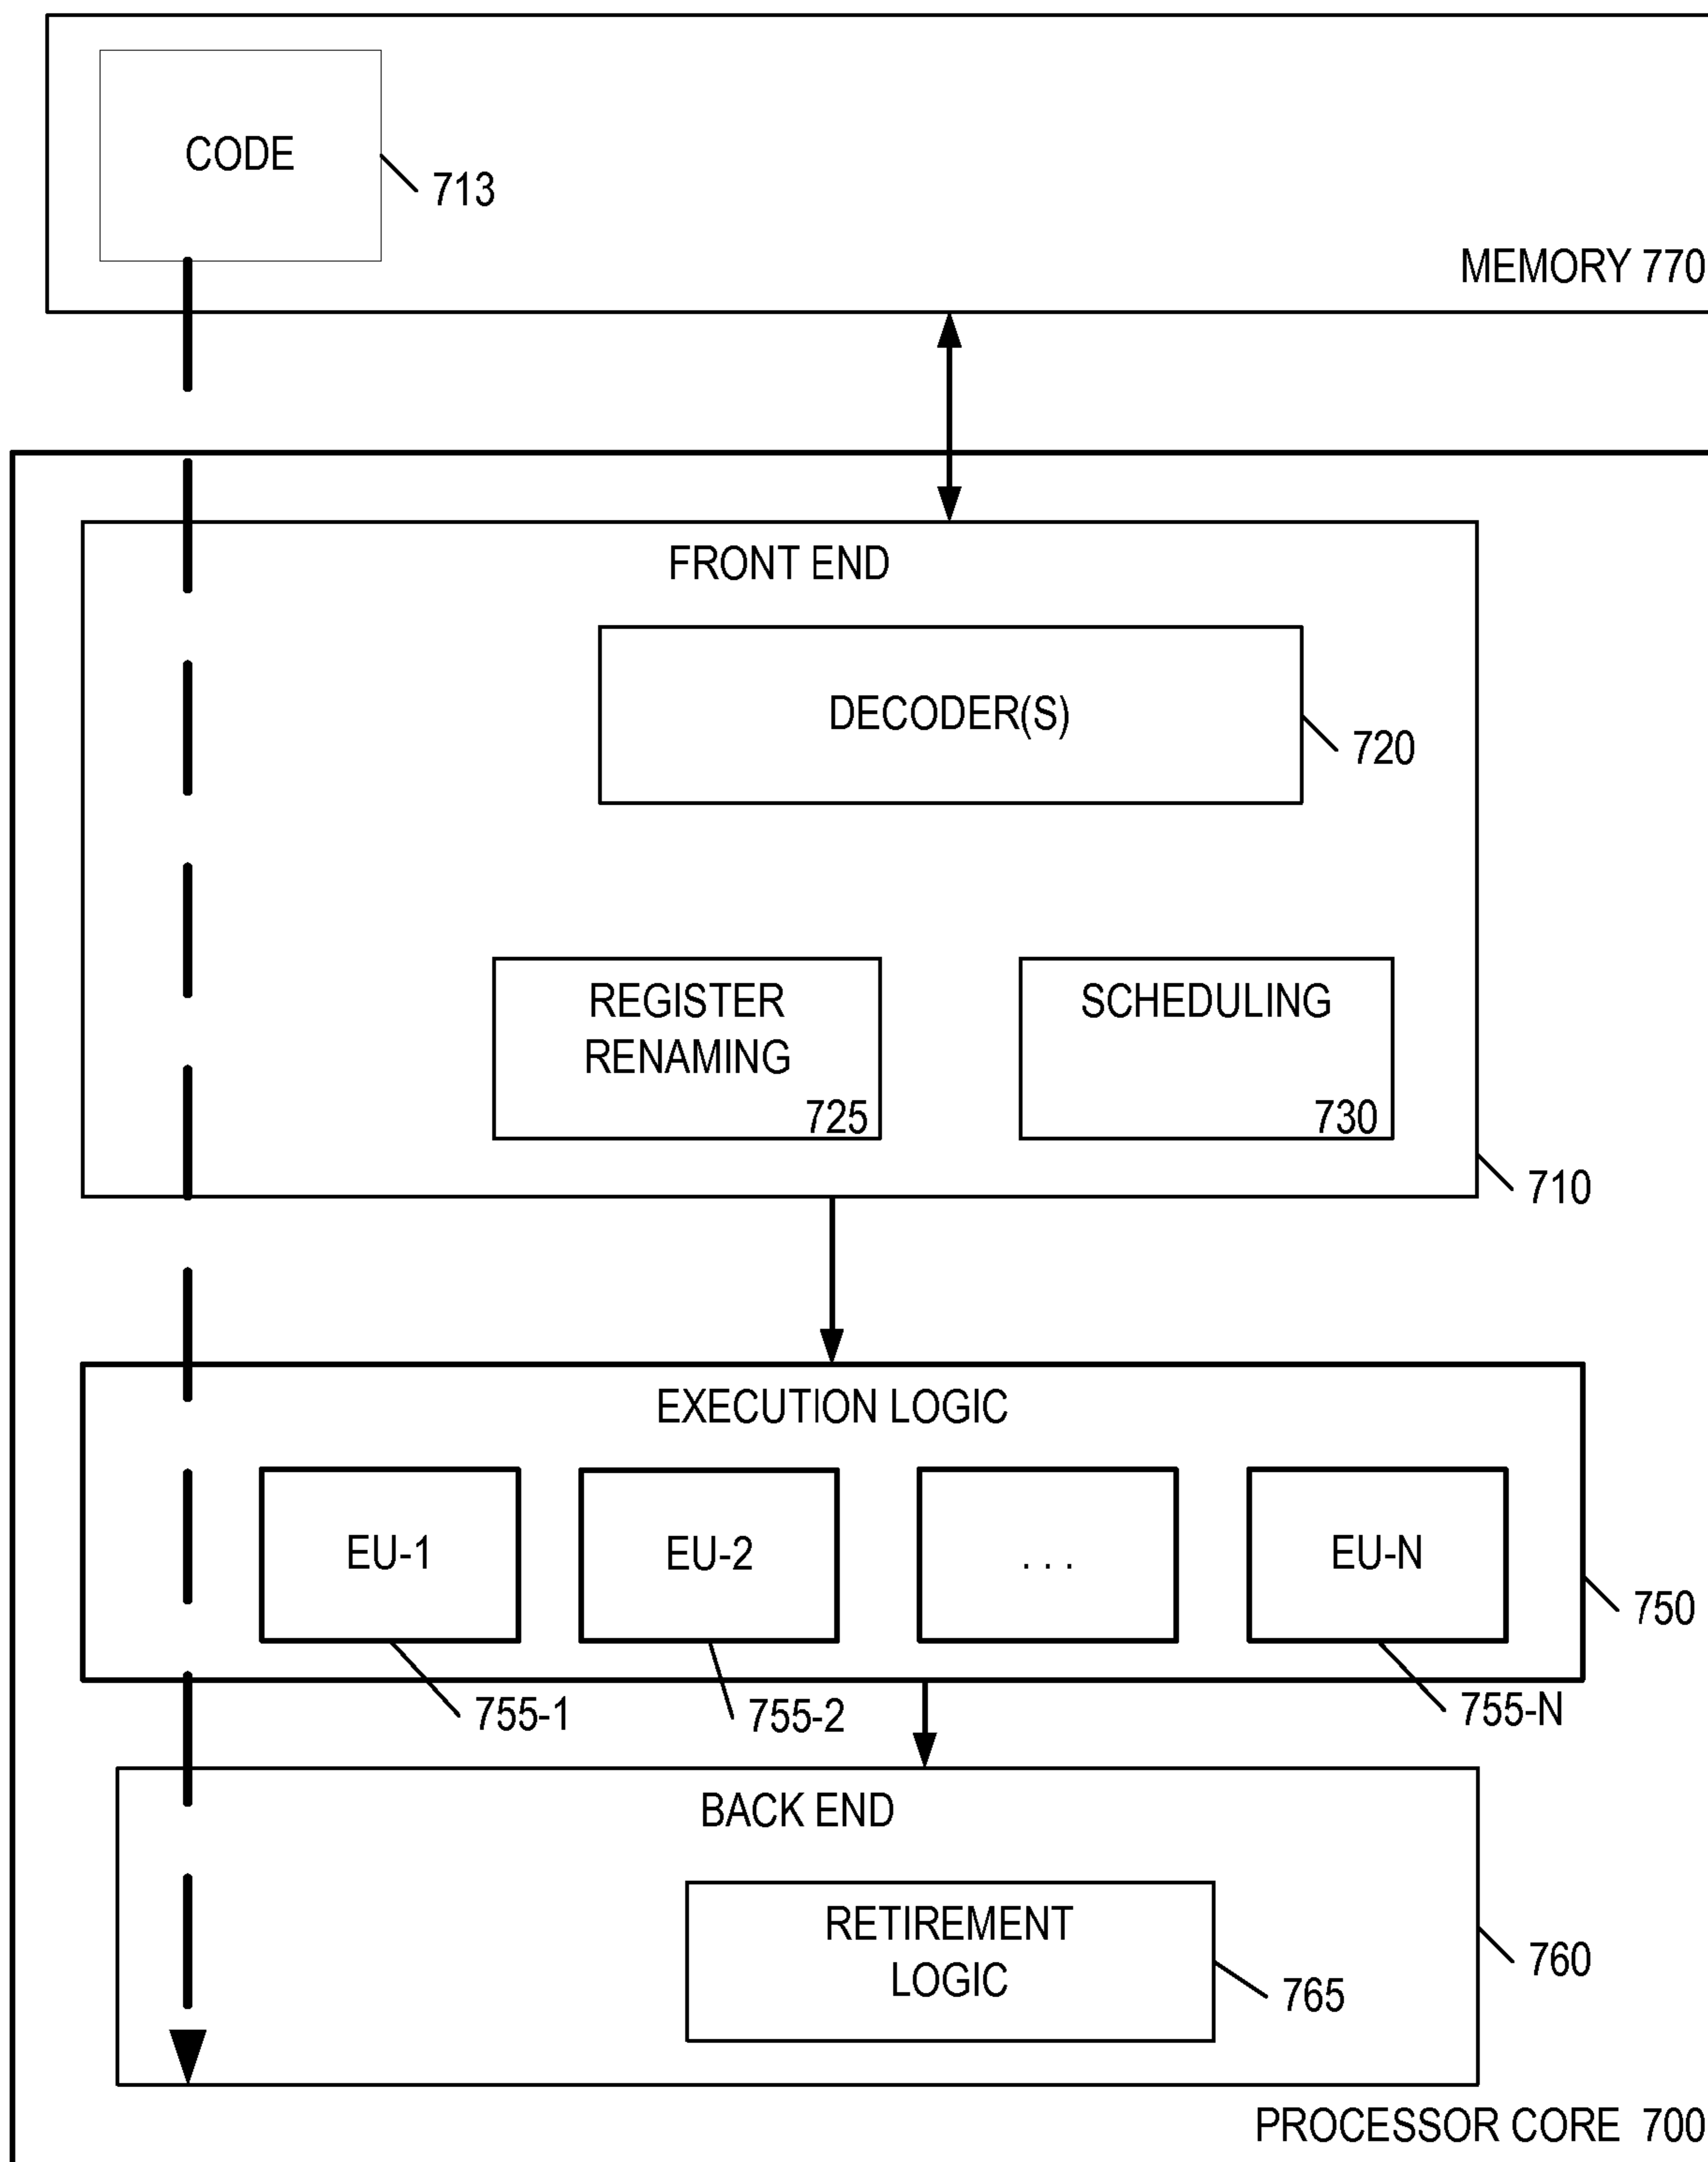 CODE
713
MEMORY 770
FRONT END
DECODER(S)
720
REGISTER
RENAMING
725
SCHEDULING
730
710
EXECUTION LOGIC
EU-1
EU-2
. . .
EU-N
750
755-1
755-2
755-N
BACK END
RETIREMENT
LOGIC
765
760
PROCESSOR CORE 700